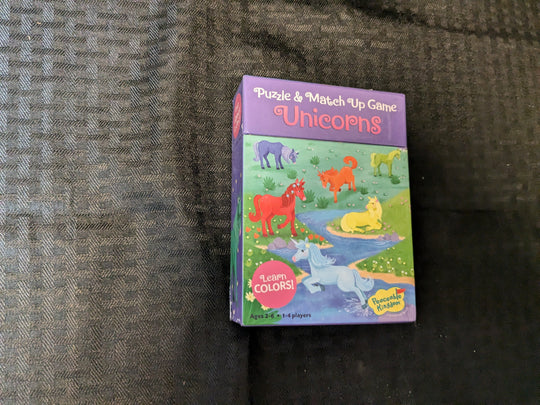 Puzzle & Match Up Game
Unicorns
Learn
COLORS!
Peaceable
Kingdom
Ages 3-6 • 1-4 players